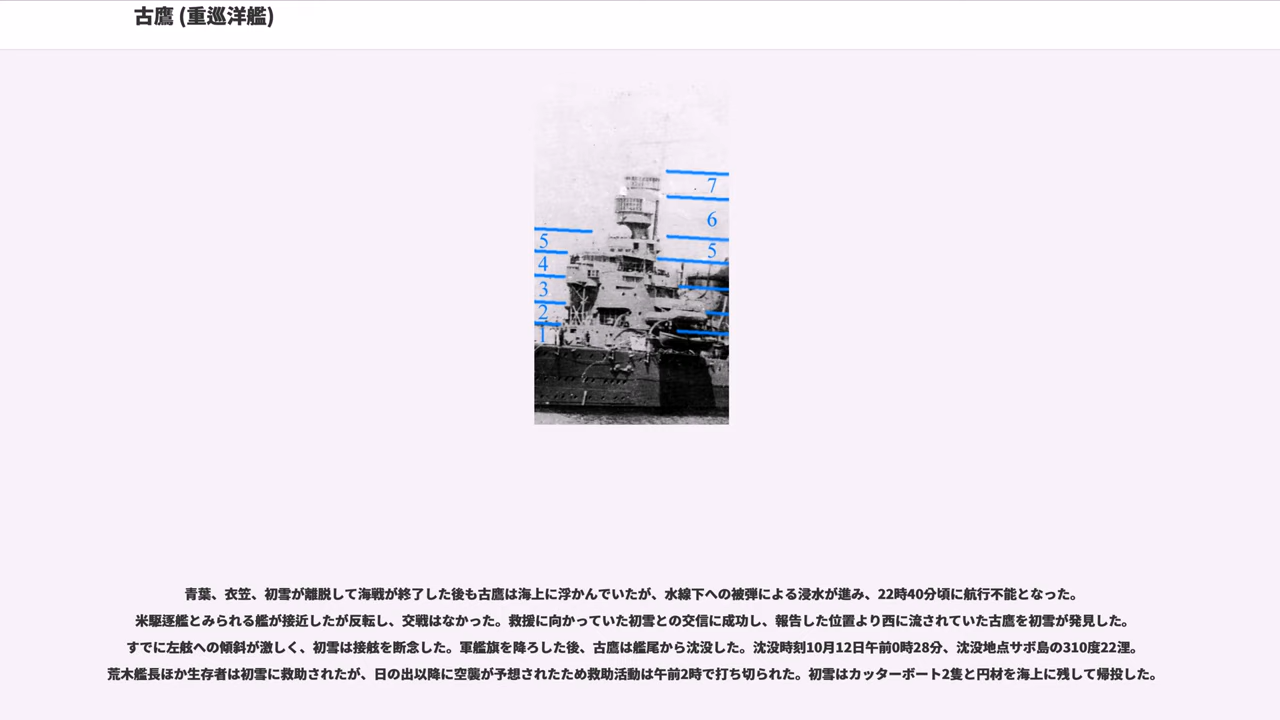 古鷹 (重巡洋艦)
7
6
5
5
4
3
2
1
青葉、衣笠、初雪が離脱して海戦が終了した後も古鷹は海上に浮かんでいたが、水線下への被弾による浸水が進み、22時40分頃に航行不能となった。
米駆逐艦とみられる艦が接近したが反転し、交戦はなかった。救援に向かっていた初雪との交信に成功し、報告した位置より西に流されていた古鷹を初雪が発見した。
すでに左舷への傾斜が激しく、初雪は接舷を断念した。軍艦旗を降ろした後、古鷹は艦尾から沈没した。沈没時刻10月12日午前0時28分、沈没地点サボ島の310度22浬。
荒木艦長ほか生存者は初雪に救助されたが、日の出以降に空襲が予想されたため救助活動は午前2時で打ち切られた。初雪はカッターボート2隻と円材を海上に残して帰投した。